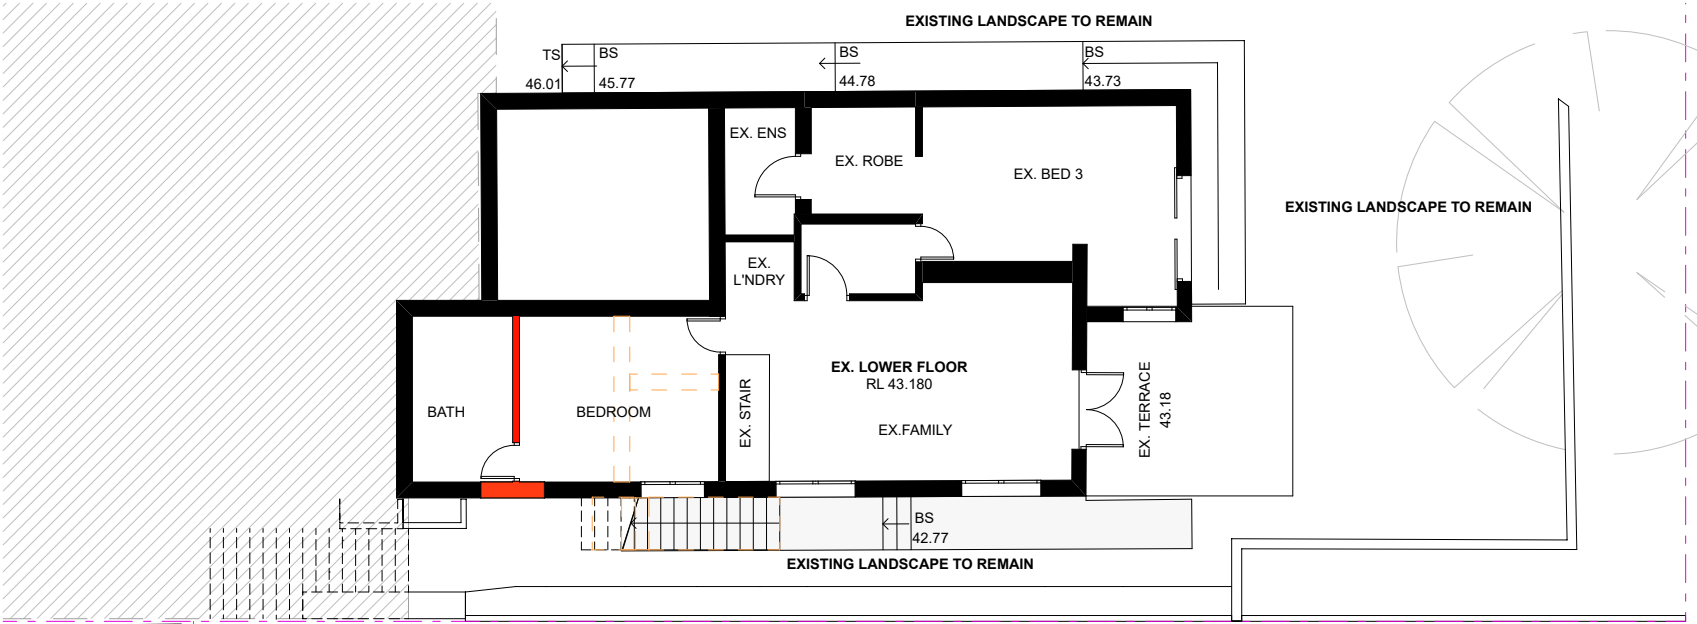 EXISTING LANDSCAPE TO REMAIN
TS
BS
BS
BS
46.01
45.77
44.78
43.73
EX. ENS
EX. ROBE
EX. BED 3
EXISTING LANDSCAPE TO REMAIN
EX.
L'NDRY
EX. LOWER FLOOR
RL 43.180
BATH
BEDROOM
EX. STAIR
EX.FAMILY
EX. TERRACE
43.18
BS
42.77
EXISTING LANDSCAPE TO REMAIN